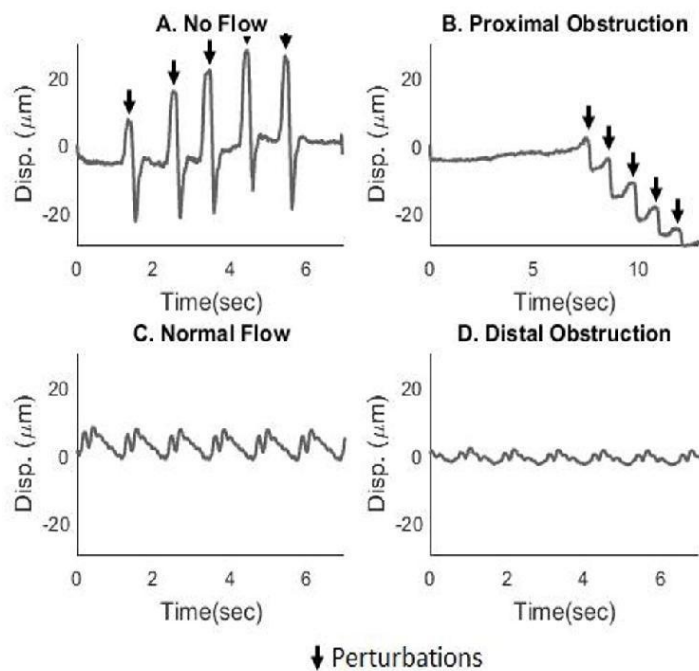 A. No Flow
B. Proximal Obstruction
20
0
-20
Disp. (μm)
0 2 4 6
Time(sec)
20
0
-20
Disp. (μm)
0 5 10
Time(sec)
C. Normal Flow
D. Distal Obstruction
20
0
-20
Disp. (μm)
0 2 4 6
Time(sec)
20
0
-20
Disp. (μm)
0 2 4 6
Time(sec)
Perturbations